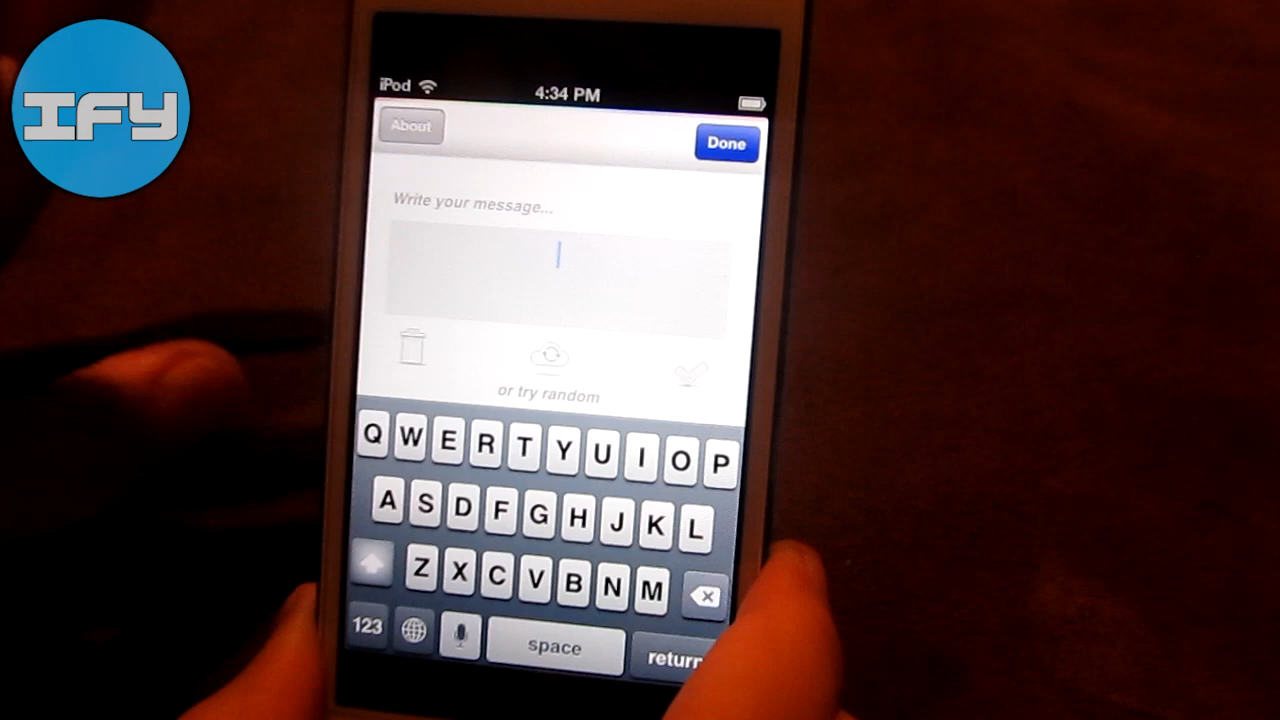 IFY
iPod 4:34 PM
About Done
Write your message...
or try random
Q W E R T Y U I O P
A S D F G H J K L
Z X C V B N M
123 space return